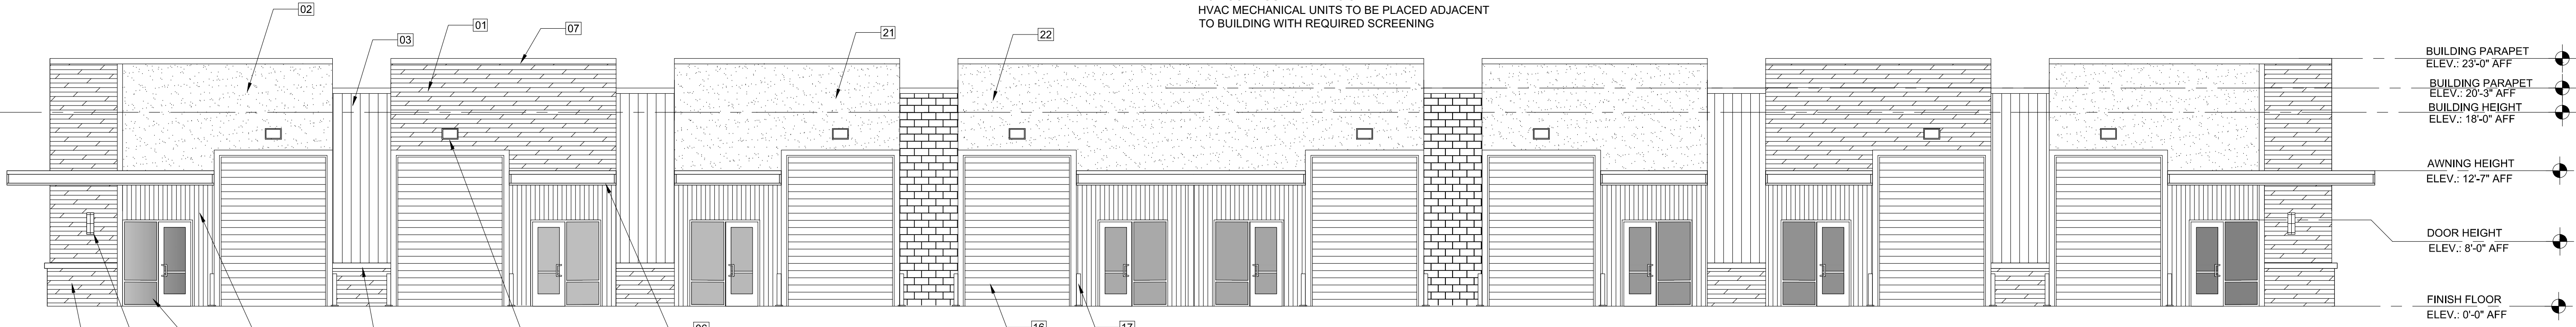 02
HVAC MECHANICAL UNITS TO BE PLACED ADJACENT
TO BUILDING WITH REQUIRED SCREENING
01
07
21
22
03
BUILDING PARAPET
ELEV.: 23'-0" AFF
BUILDING PARAPET
ELEV.: 20'-3" AFF
BUILDING HEIGHT
ELEV.: 18'-0" AFF
AWNING HEIGHT
ELEV.: 12'-7" AFF
DOOR HEIGHT
ELEV.: 8'-0" AFF
FINISH FLOOR
ELEV.: 0'-0" AFF
06
16
17